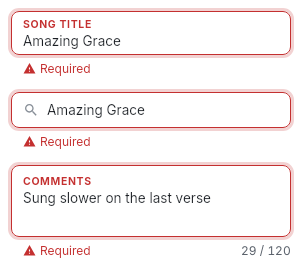 SONG TITLE
Amazing Grace
Required
Amazing Grace
Required
COMMENTS
Sung slower on the last verse
Required
29 / 120